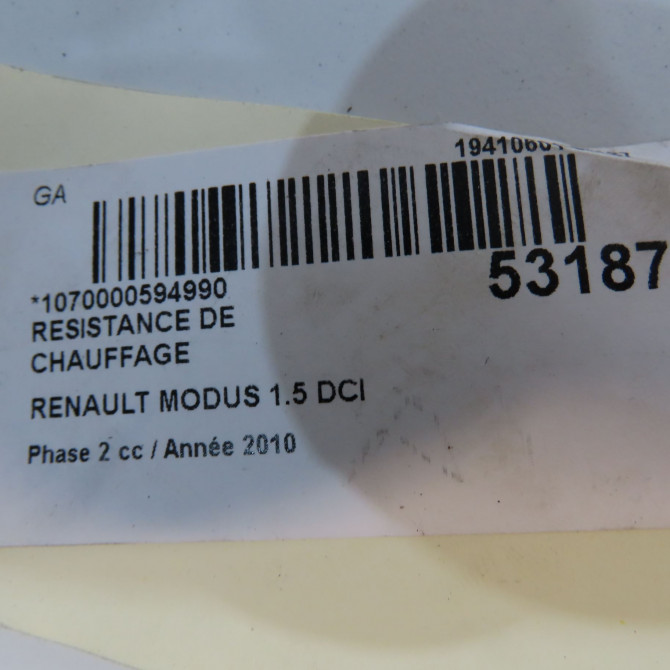 GA
*1070000594990
53187
RESISTANCE DE
CHAUFFAGE
RENAULT MODUS 1.5 DCI
Phase 2 cc / Année 2010